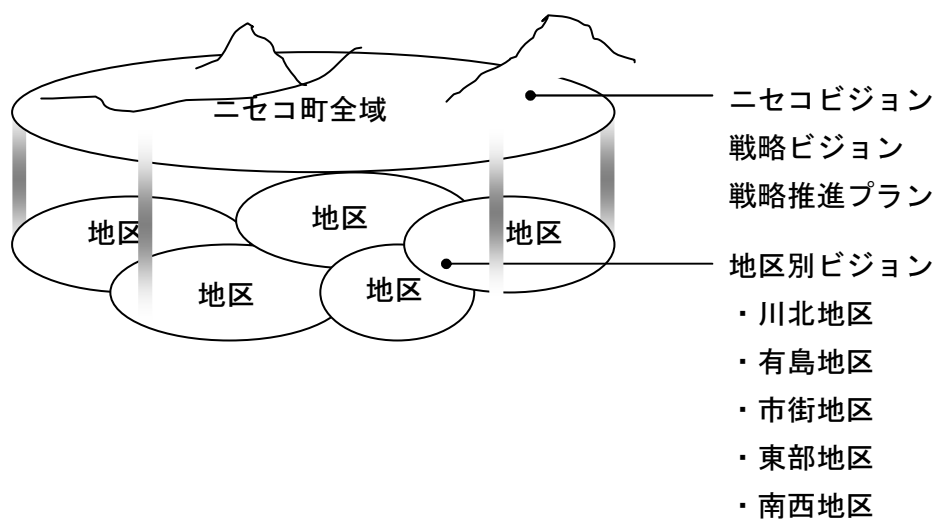 ニセコ町全域
ニセコビジョン
戦略ビジョン
戦略推進プラン
地区
地区
地区
地区
地区
地区別ビジョン
・川北地区
・有島地区
・市街地区
・東部地区
・南西地区